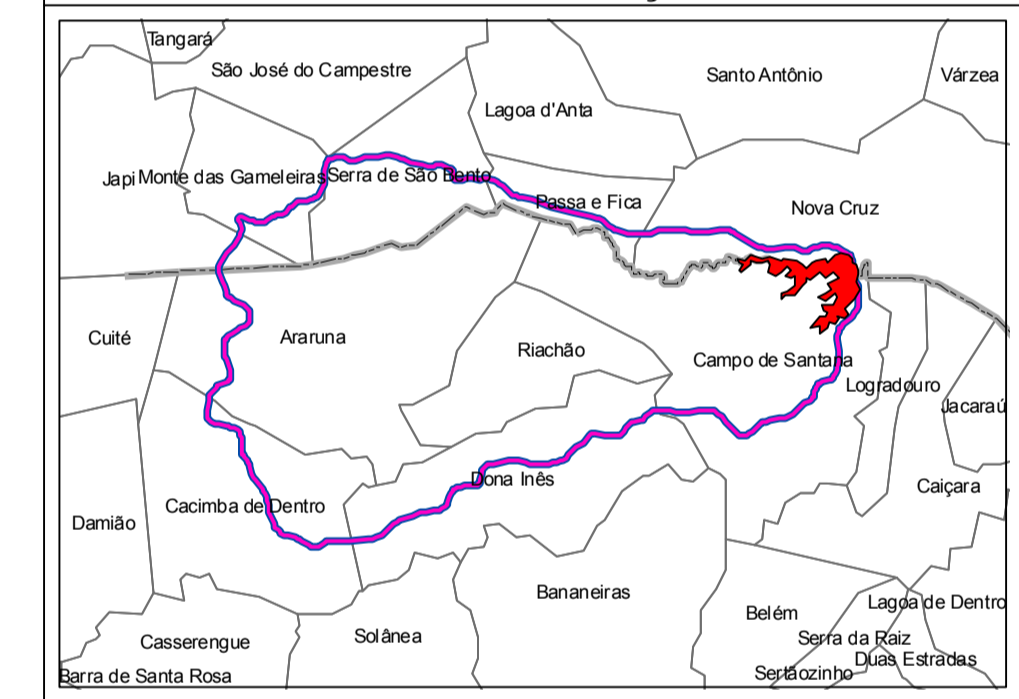 Tangará
São José do Campestre
Santo Antônio
Várzea
Lagoa d'Anta
Japi
Monte das Gameleiras
Serra de São Bento
Passa e Fica
Nova Cruz
Cuité
Araruna
Riachão
Campo de Santana
Logradouro
Jacaraú
Dona Inês
Caiçara
Cacimba de Dentro
Damião
Bananeiras
Belém
Lagoa de Dentro
Casserengue
Solânea
Serra da Raiz
Duas Estradas
Sertãozinho
Barra de Santa Rosa